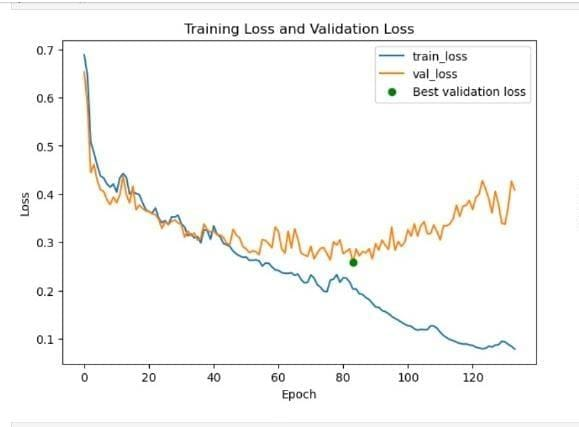 Training Loss and Validation Loss
train_loss
val_loss
Best validation loss
0.7
0.6
0.5
0.4
0.3
0.2
0.1
Loss
0 20 40 60 80 100 120
Epoch